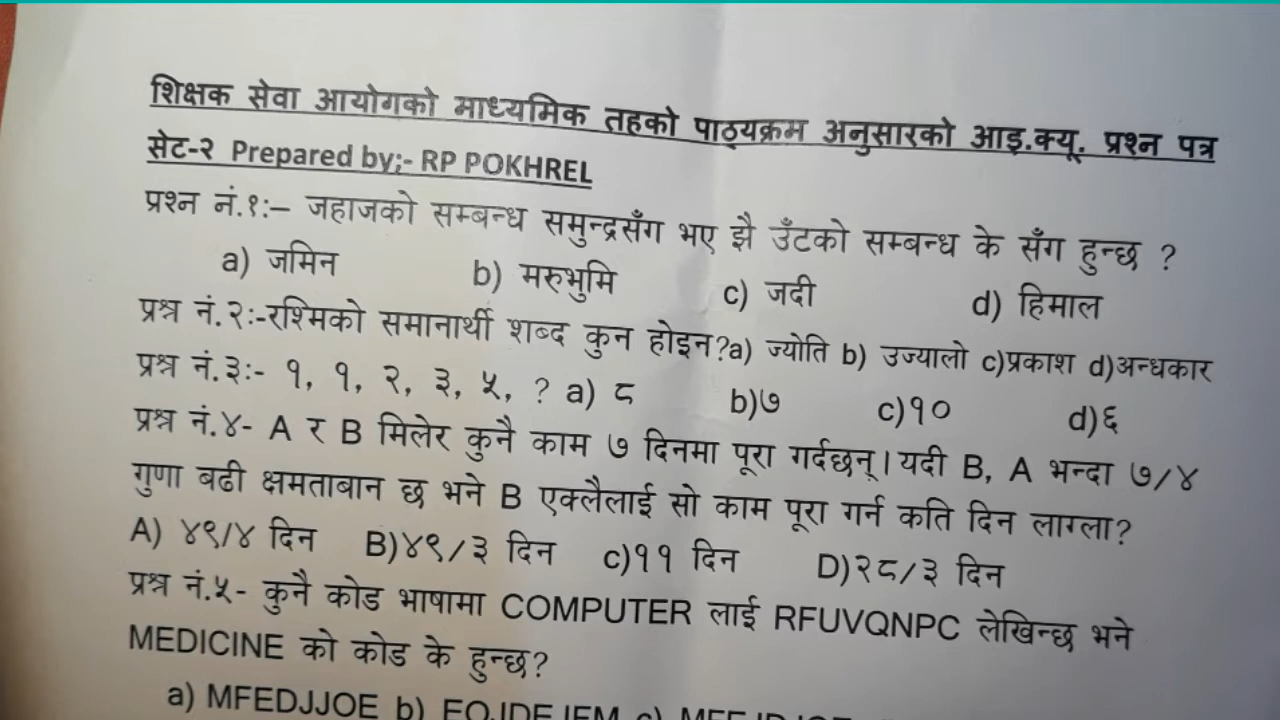 शिक्षक सेवा आयोगको माध्यमिक तहको पाठ्यक्रम अनुसारको आइ.क्यू. प्रश्न पत्र
सेट-२ Prepared by;- RP POKHREL
प्रश्न नं.१:– जहाजको सम्बन्ध समुन्द्रसँग भए झै उँटको सम्बन्ध के सँग हुन्छ ?
a) जमिन b) मरुभुमि c) जदी d) हिमाल
प्रश्न नं.२:-रश्मिको समानार्थी शब्द कुन होइन?a) ज्योति b) उज्यालो c)प्रकाश d)अन्धकार
प्रश्न नं.३:- १, १, २, ३, ५, ? a) ८ b)७ c)१० d)६
प्रश्न नं.४- A र B मिलेर कुनै काम ७ दिनमा पूरा गर्दछन्। यदी B, A भन्दा ७/४
गुणा बढी क्षमताबान छ भने B एक्लैलाई सो काम पूरा गर्न कति दिन लाग्ला?
A) ४९/४ दिन B)४९/३ दिन c)११ दिन D)२८/३ दिन
प्रश्न नं.५- कुनै कोड भाषामा COMPUTER लाई RFUVQNPC लेखिन्छ भने
MEDICINE को कोड के हुन्छ?
a) MFEDJJOE b) EOJDEJFM c)